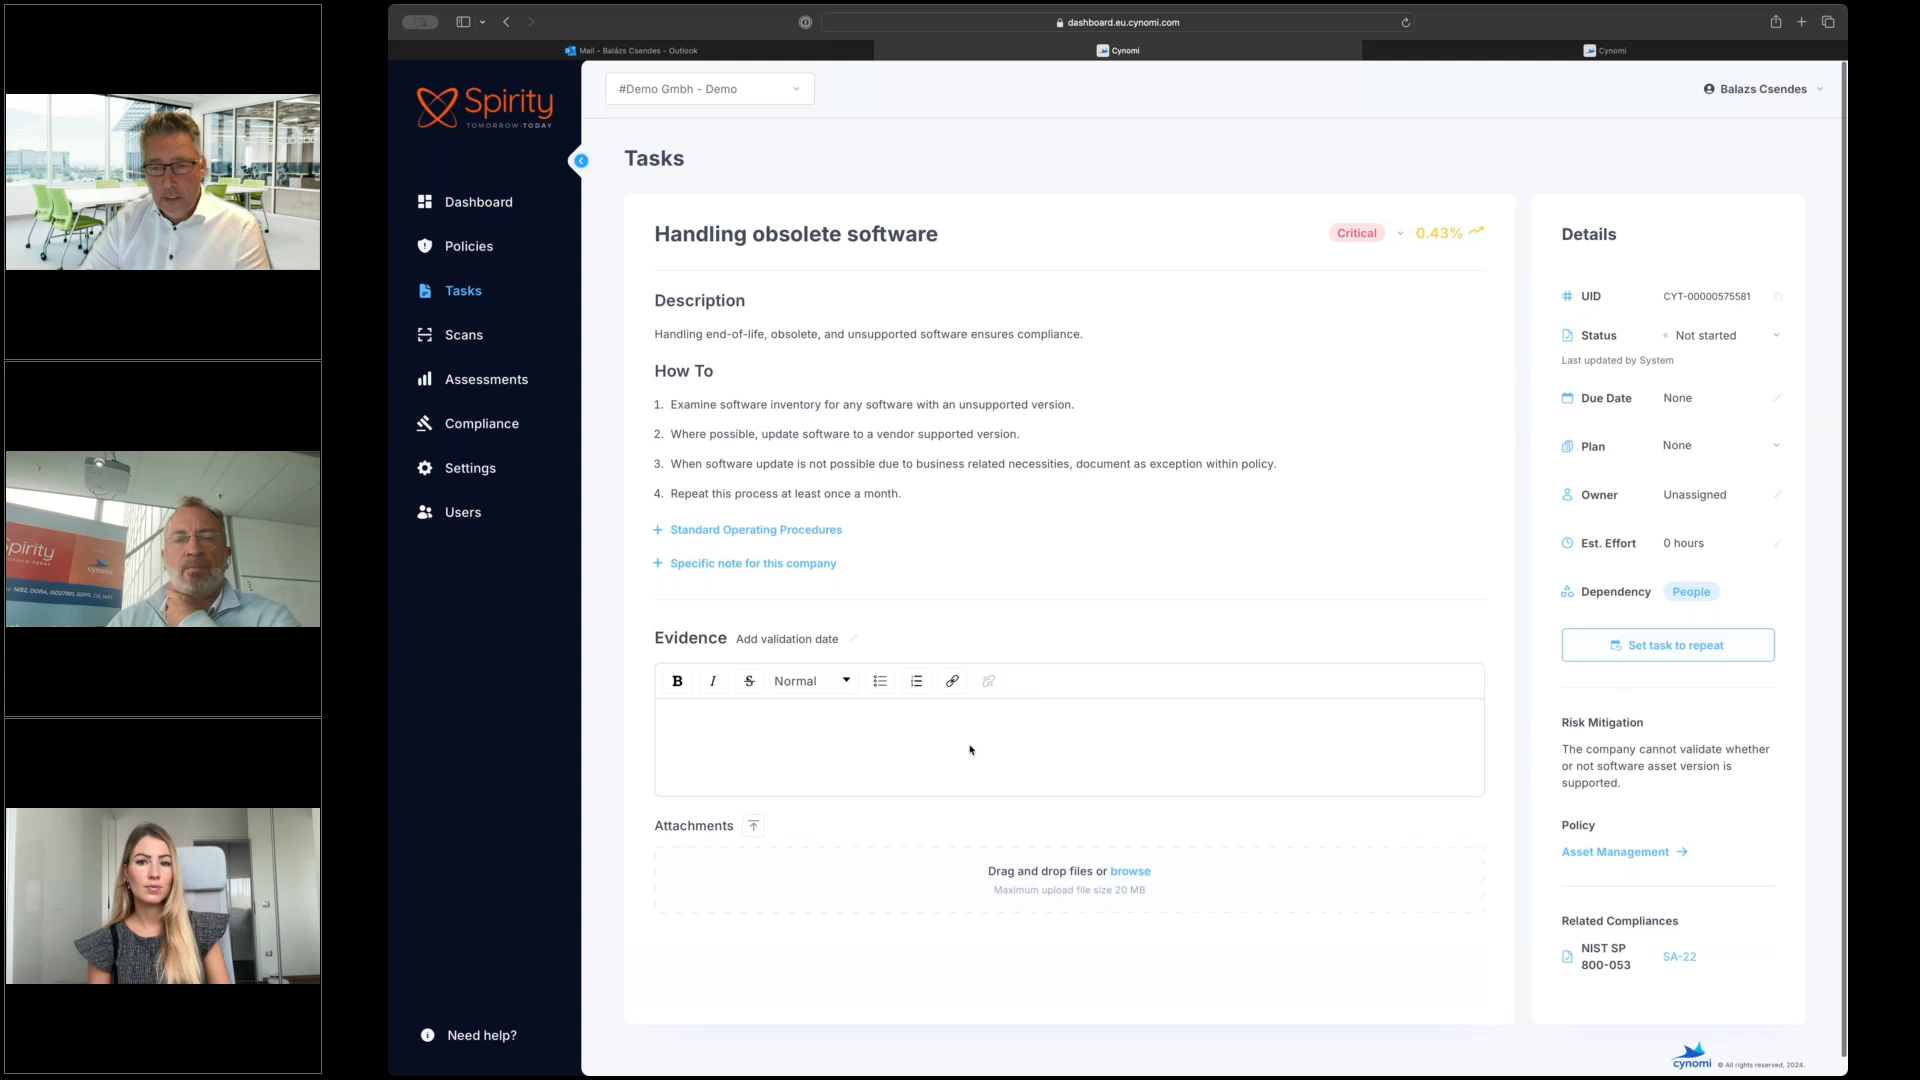 dashboard.eu.cynomi.com
Mail - Balázs Csendes - Outlook
Cynomi
Cynomi
Spirity
TOMORROW:TODAY
#Demo Gmbh - Demo
Balazs Csendes
Dashboard
Policies
Tasks
Scans
Assessments
Compliance
Settings
Users
Need help?
Tasks
Handling obsolete software
Critical
0.43%
Description
Handling end-of-life, obsolete, and unsupported software ensures compliance.
How To
1. Examine software inventory for any software with an unsupported version.
2. Where possible, update software to a vendor supported version.
3. When software update is not possible due to business related necessities, document as exception within policy.
4. Repeat this process at least once a month.
+ Standard Operating Procedures
+ Specific note for this company
Evidence Add validation date
B I S Normal
Attachments
Drag and drop files or browse
Maximum upload file size 20 MB
Details
# UID CYT-00000575581
Status Not started
Last updated by System
Due Date None
Plan None
Owner Unassigned
Est. Effort 0 hours
Dependency People
Set task to repeat
Risk Mitigation
The company cannot validate whether
or not software asset version is
supported.
Policy
Asset Management →
Related Compliances
NIST SP
800-053
SA-22
cynomi
© All rights reserved, 2024.
Spirity
cynomi
NIS2, DORA, ISO27001, GDPR, CIS, NIST